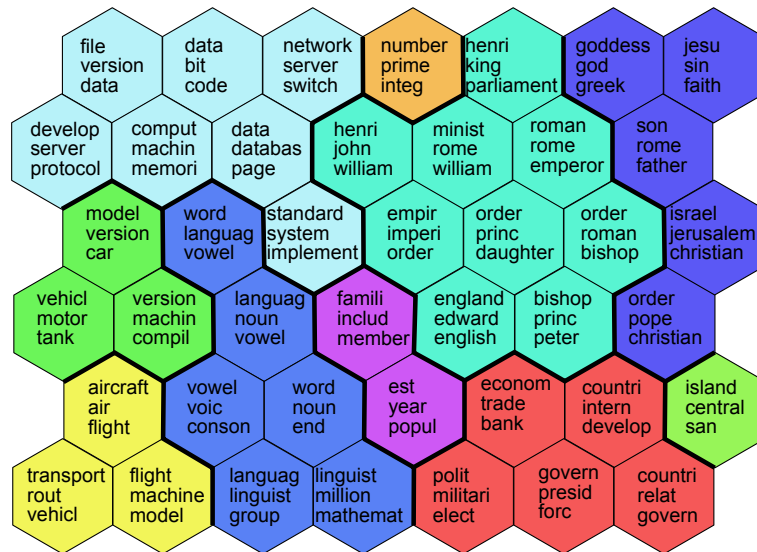 file
version
data
data
bit
code
network
server
switch
number
prime
integ
henri
king
parliament
goddess
god
greek
jesu
sin
faith
develop
server
protocol
comput
machin
memori
data
databas
page
henri
john
william
minist
rome
william
roman
rome
emperor
son
rome
father
model
version
car
word
languag
vowel
standard
system
implement
empir
imperi
order
order
princ
daughter
order
roman
bishop
israel
jerusalem
christian
vehicl
motor
tank
version
machin
compil
languag
noun
vowel
famili
includ
member
england
edward
english
bishop
princ
peter
order
pope
christian
aircraft
air
flight
vowel
voic
conson
word
noun
end
est
year
popul
econom
trade
bank
countri
intern
develop
island
central
san
transport
rout
vehicl
flight
machine
model
languag
linguist
group
linguist
million
mathemat
polit
militari
elect
govern
presid
forc
countri
relat
govern